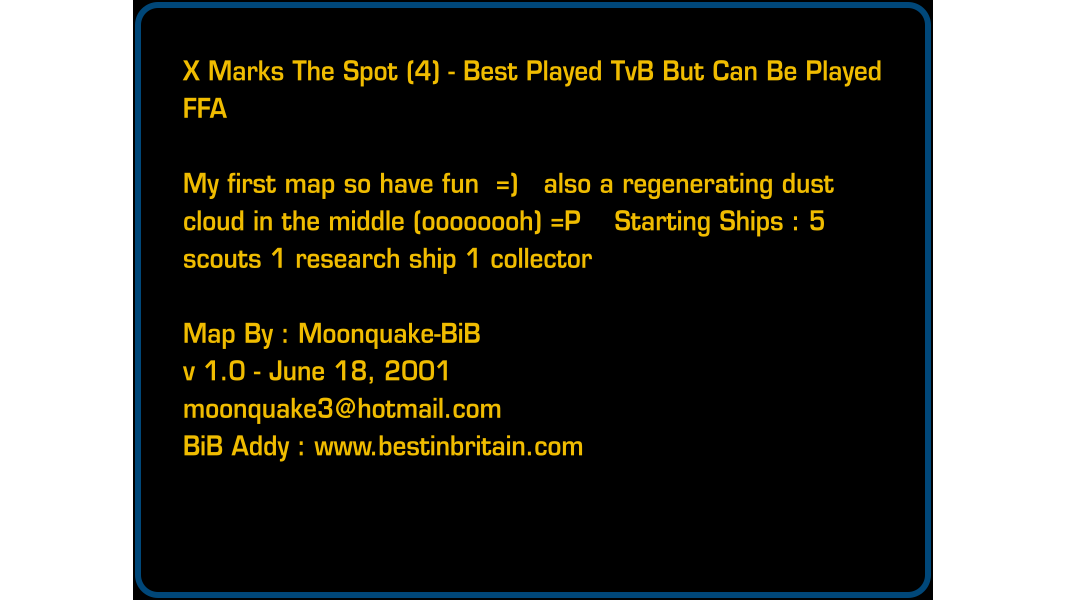 X Marks The Spot (4) - Best Played TvB But Can Be Played
FFA
My first map so have fun  =)   also a regenerating dust
cloud in the middle (oooooooh) =P    Starting Ships : 5
scouts 1 research ship 1 collector
Map By : Moonquake-BiB
v 1.0 - June 18, 2001
moonquake3@hotmail.com
BiB Addy : www.bestinbritain.com